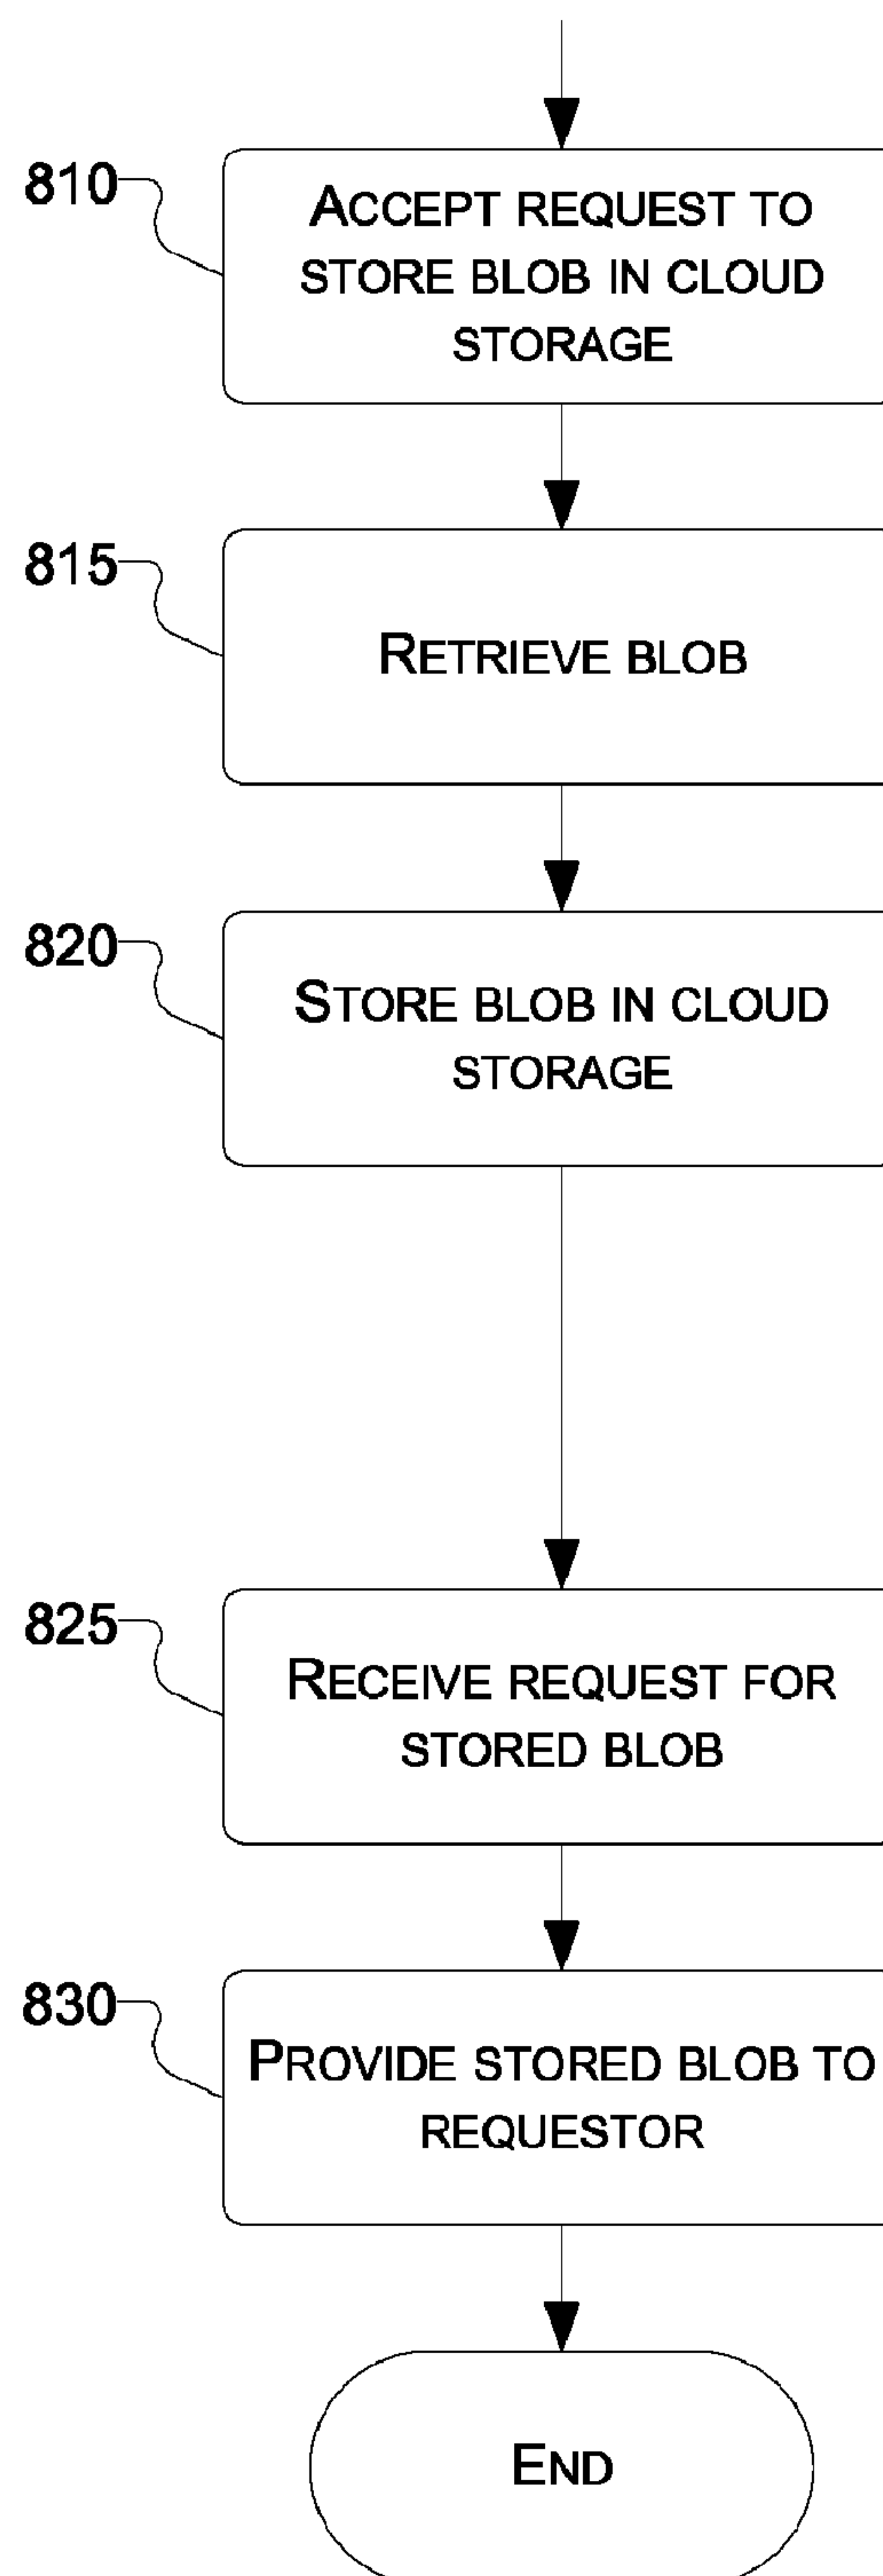 810
ACCEPT REQUEST TO
STORE BLOB IN CLOUD
STORAGE
815
RETRIEVE BLOB
820
STORE BLOB IN CLOUD
STORAGE
825
RECEIVE REQUEST FOR
STORED BLOB
830
PROVIDE STORED BLOB TO
REQUESTOR
END